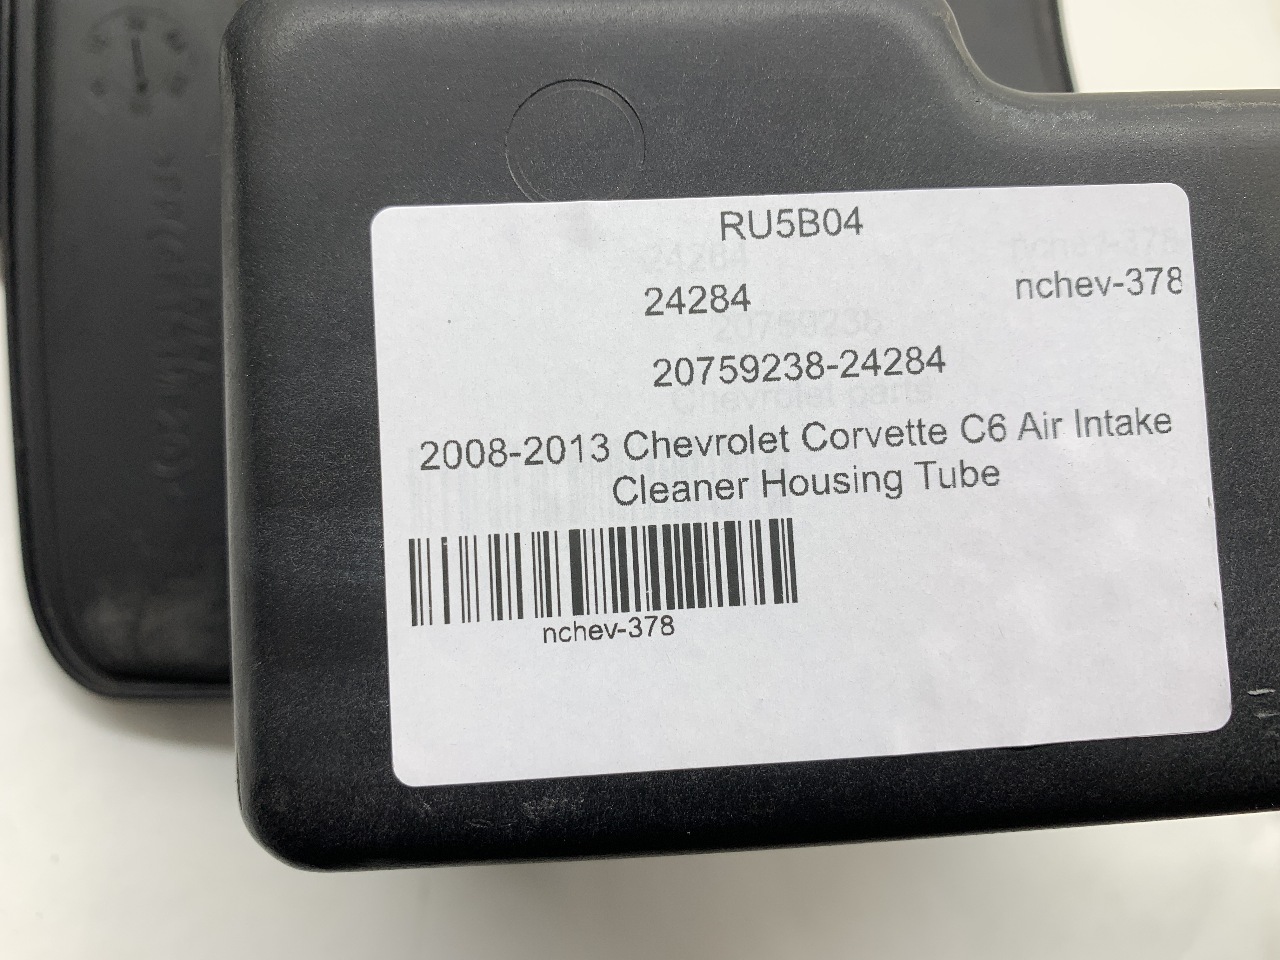 RU5B04
24284
nchev-378
20759238-24284
2008-2013 Chevrolet Corvette C6 Air Intake
Cleaner Housing Tube
nchev-378